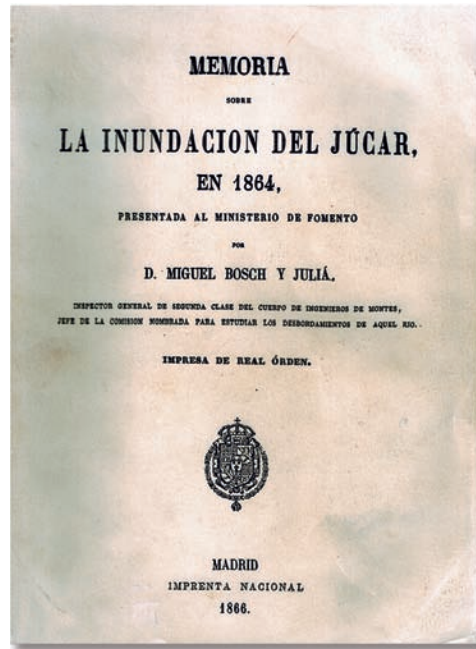 MEMORIA
SOBRE
LA INUNDACION DEL JÚCAR,
EN 1864,
PRESENTADA AL MINISTERIO DE FOMENTO
POR
D. MIGUEL BOSCH Y JULIÁ,
INSPECTOR GENERAL DE SEGUNDA CLASE DEL CUERPO DE INGENIEROS DE MONTES,
JEFE DE LA COMISION NOMBRADA PARA ESTUDIAR LOS DESBORDAMIENTOS DE AQUEL RIO.
IMPRESA DE REAL ÓRDEN.
MADRID
IMPRENTA NACIONAL
1866.